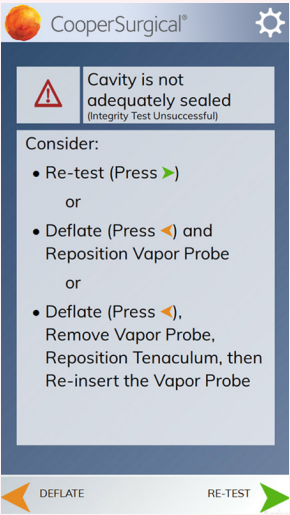 CooperSurgical®
Cavity is not
adequately sealed
(Integrity Test Unsuccessful)
Consider:
• Re-test (Press ➤)
or
• Deflate (Press ⮜) and
Reposition Vapor Probe
or
• Deflate (Press ⮜),
Remove Vapor Probe,
Reposition Tenaculum, then
Re-insert the Vapor Probe
DEFLATE
RE-TEST